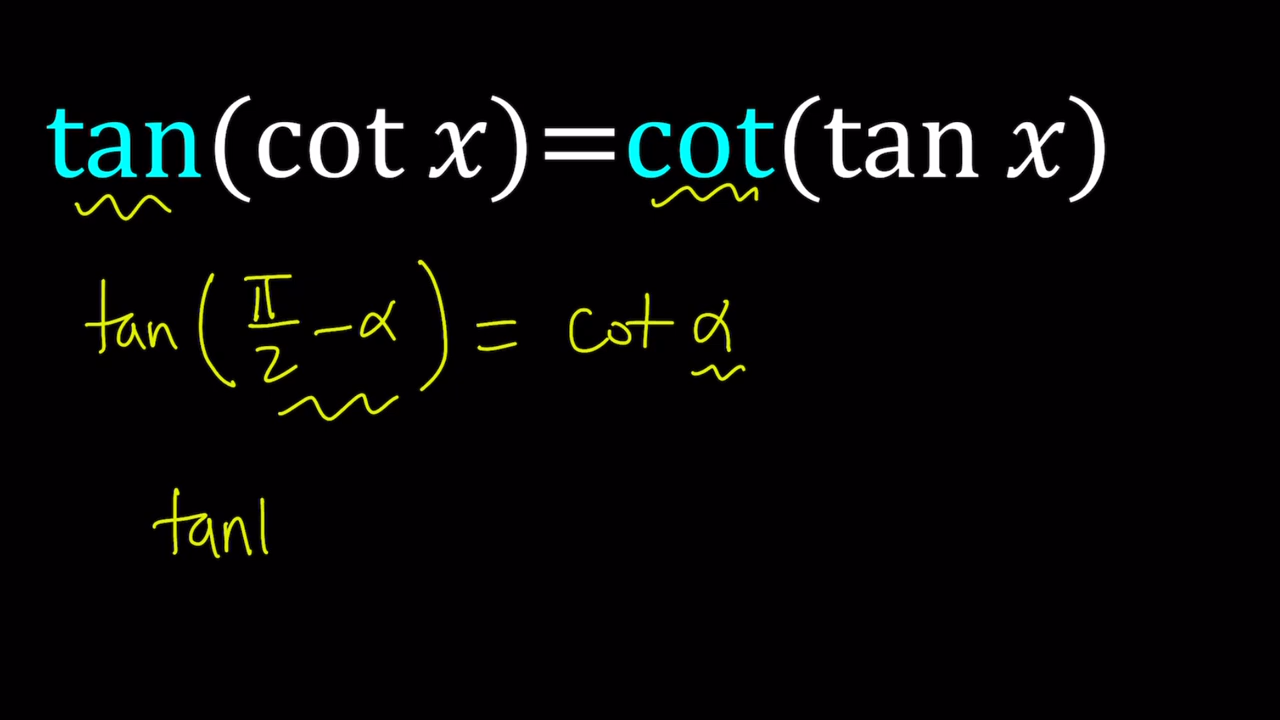 tan(cot x)=cot(tan x)
tan(π/2 - α) = cot α
tan